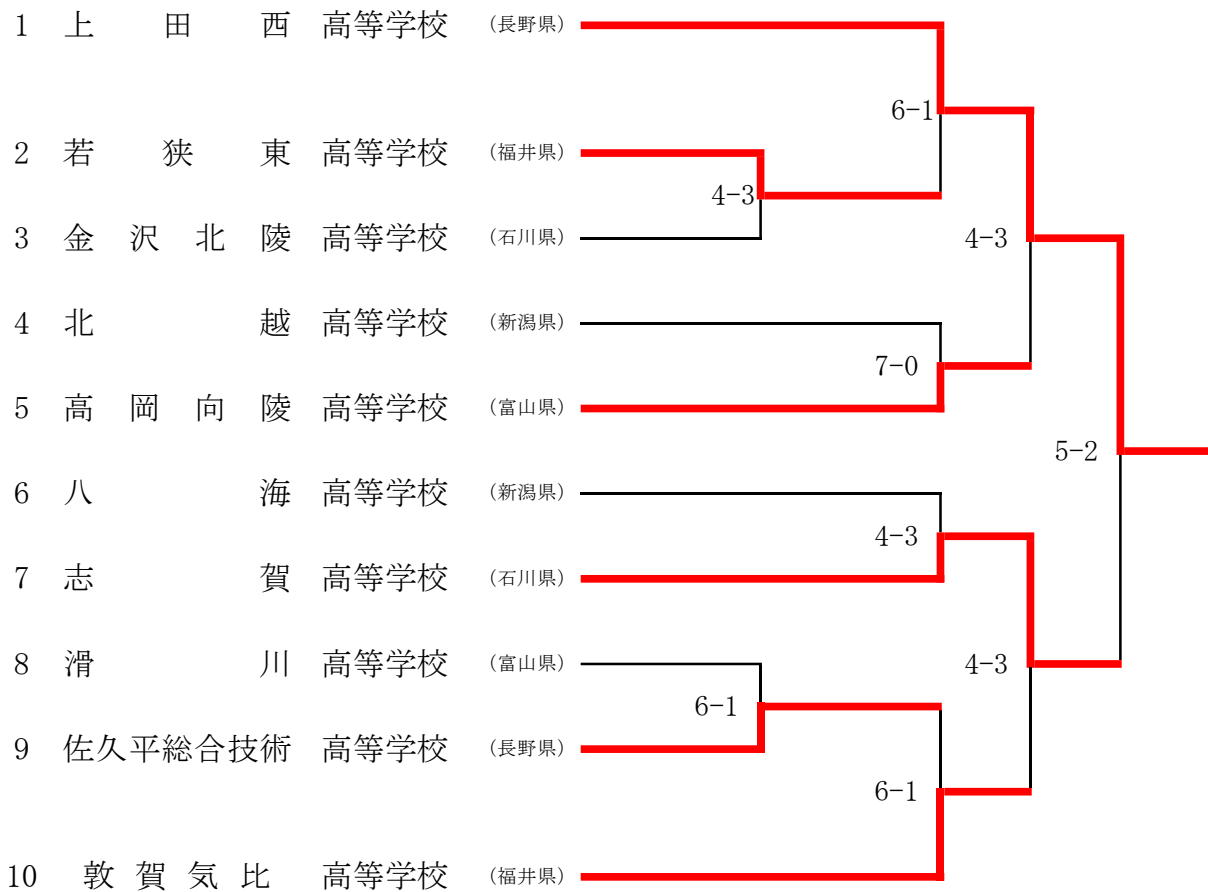 1 上田西 高等学校 (長野県)
6-1
2 若狭東 高等学校 (福井県)
4-3
3 金沢北陵 高等学校 (石川県)
4-3
4 北越 高等学校 (新潟県)
7-0
5 高岡向陵 高等学校 (富山県)
5-2
6 八海 高等学校 (新潟県)
4-3
7 志賀 高等学校 (石川県)
8 滑川 高等学校 (富山県)
4-3
6-1
9 佐久平総合技術 高等学校 (長野県)
6-1
10 敦賀気比 高等学校 (福井県)